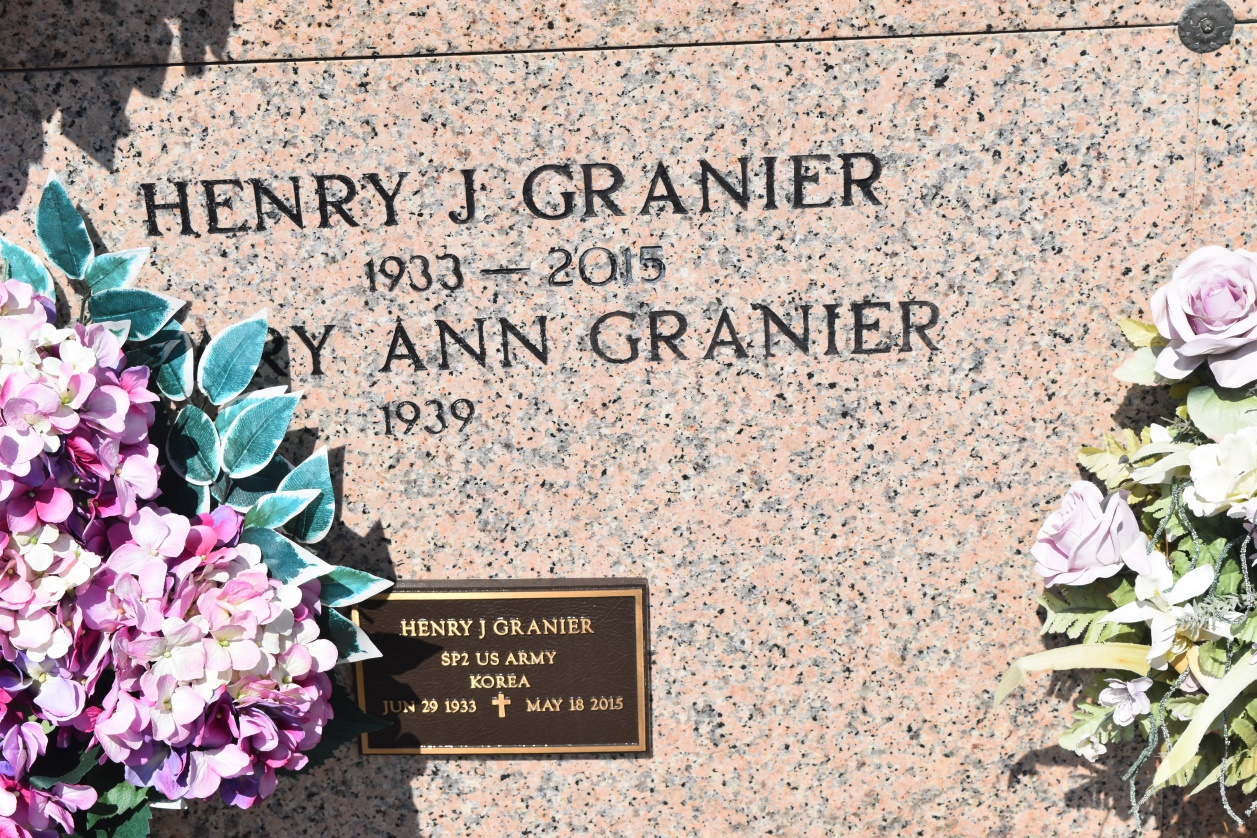 HENRY J GRANIER
1933 — 2015
ANN GRANIER
1939
HENRY J GRANIER
SP2 US ARMY
KOREA
JUN 29 1933 ✝ MAY 18 2015